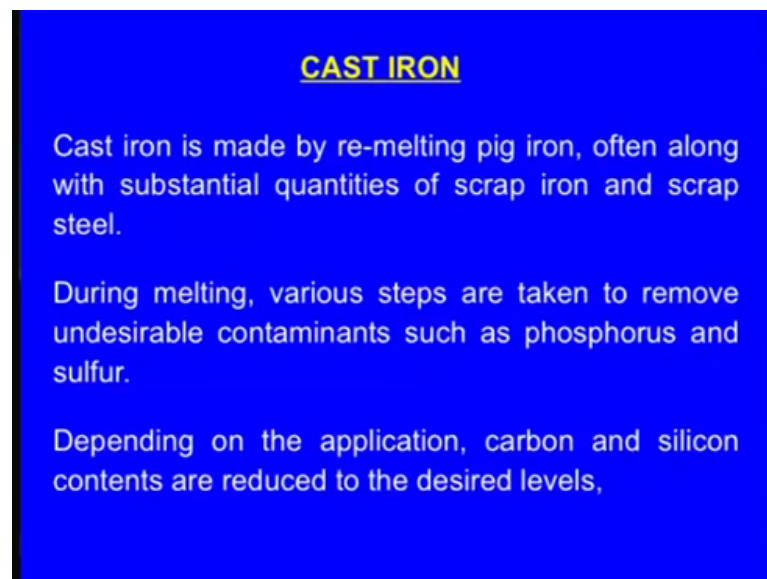 CAST IRON
Cast iron is made by re-melting pig iron, often along
with substantial quantities of scrap iron and scrap
steel.
During melting, various steps are taken to remove
undesirable contaminants such as phosphorus and
sulfur.
Depending on the application, carbon and silicon
contents are reduced to the desired levels,